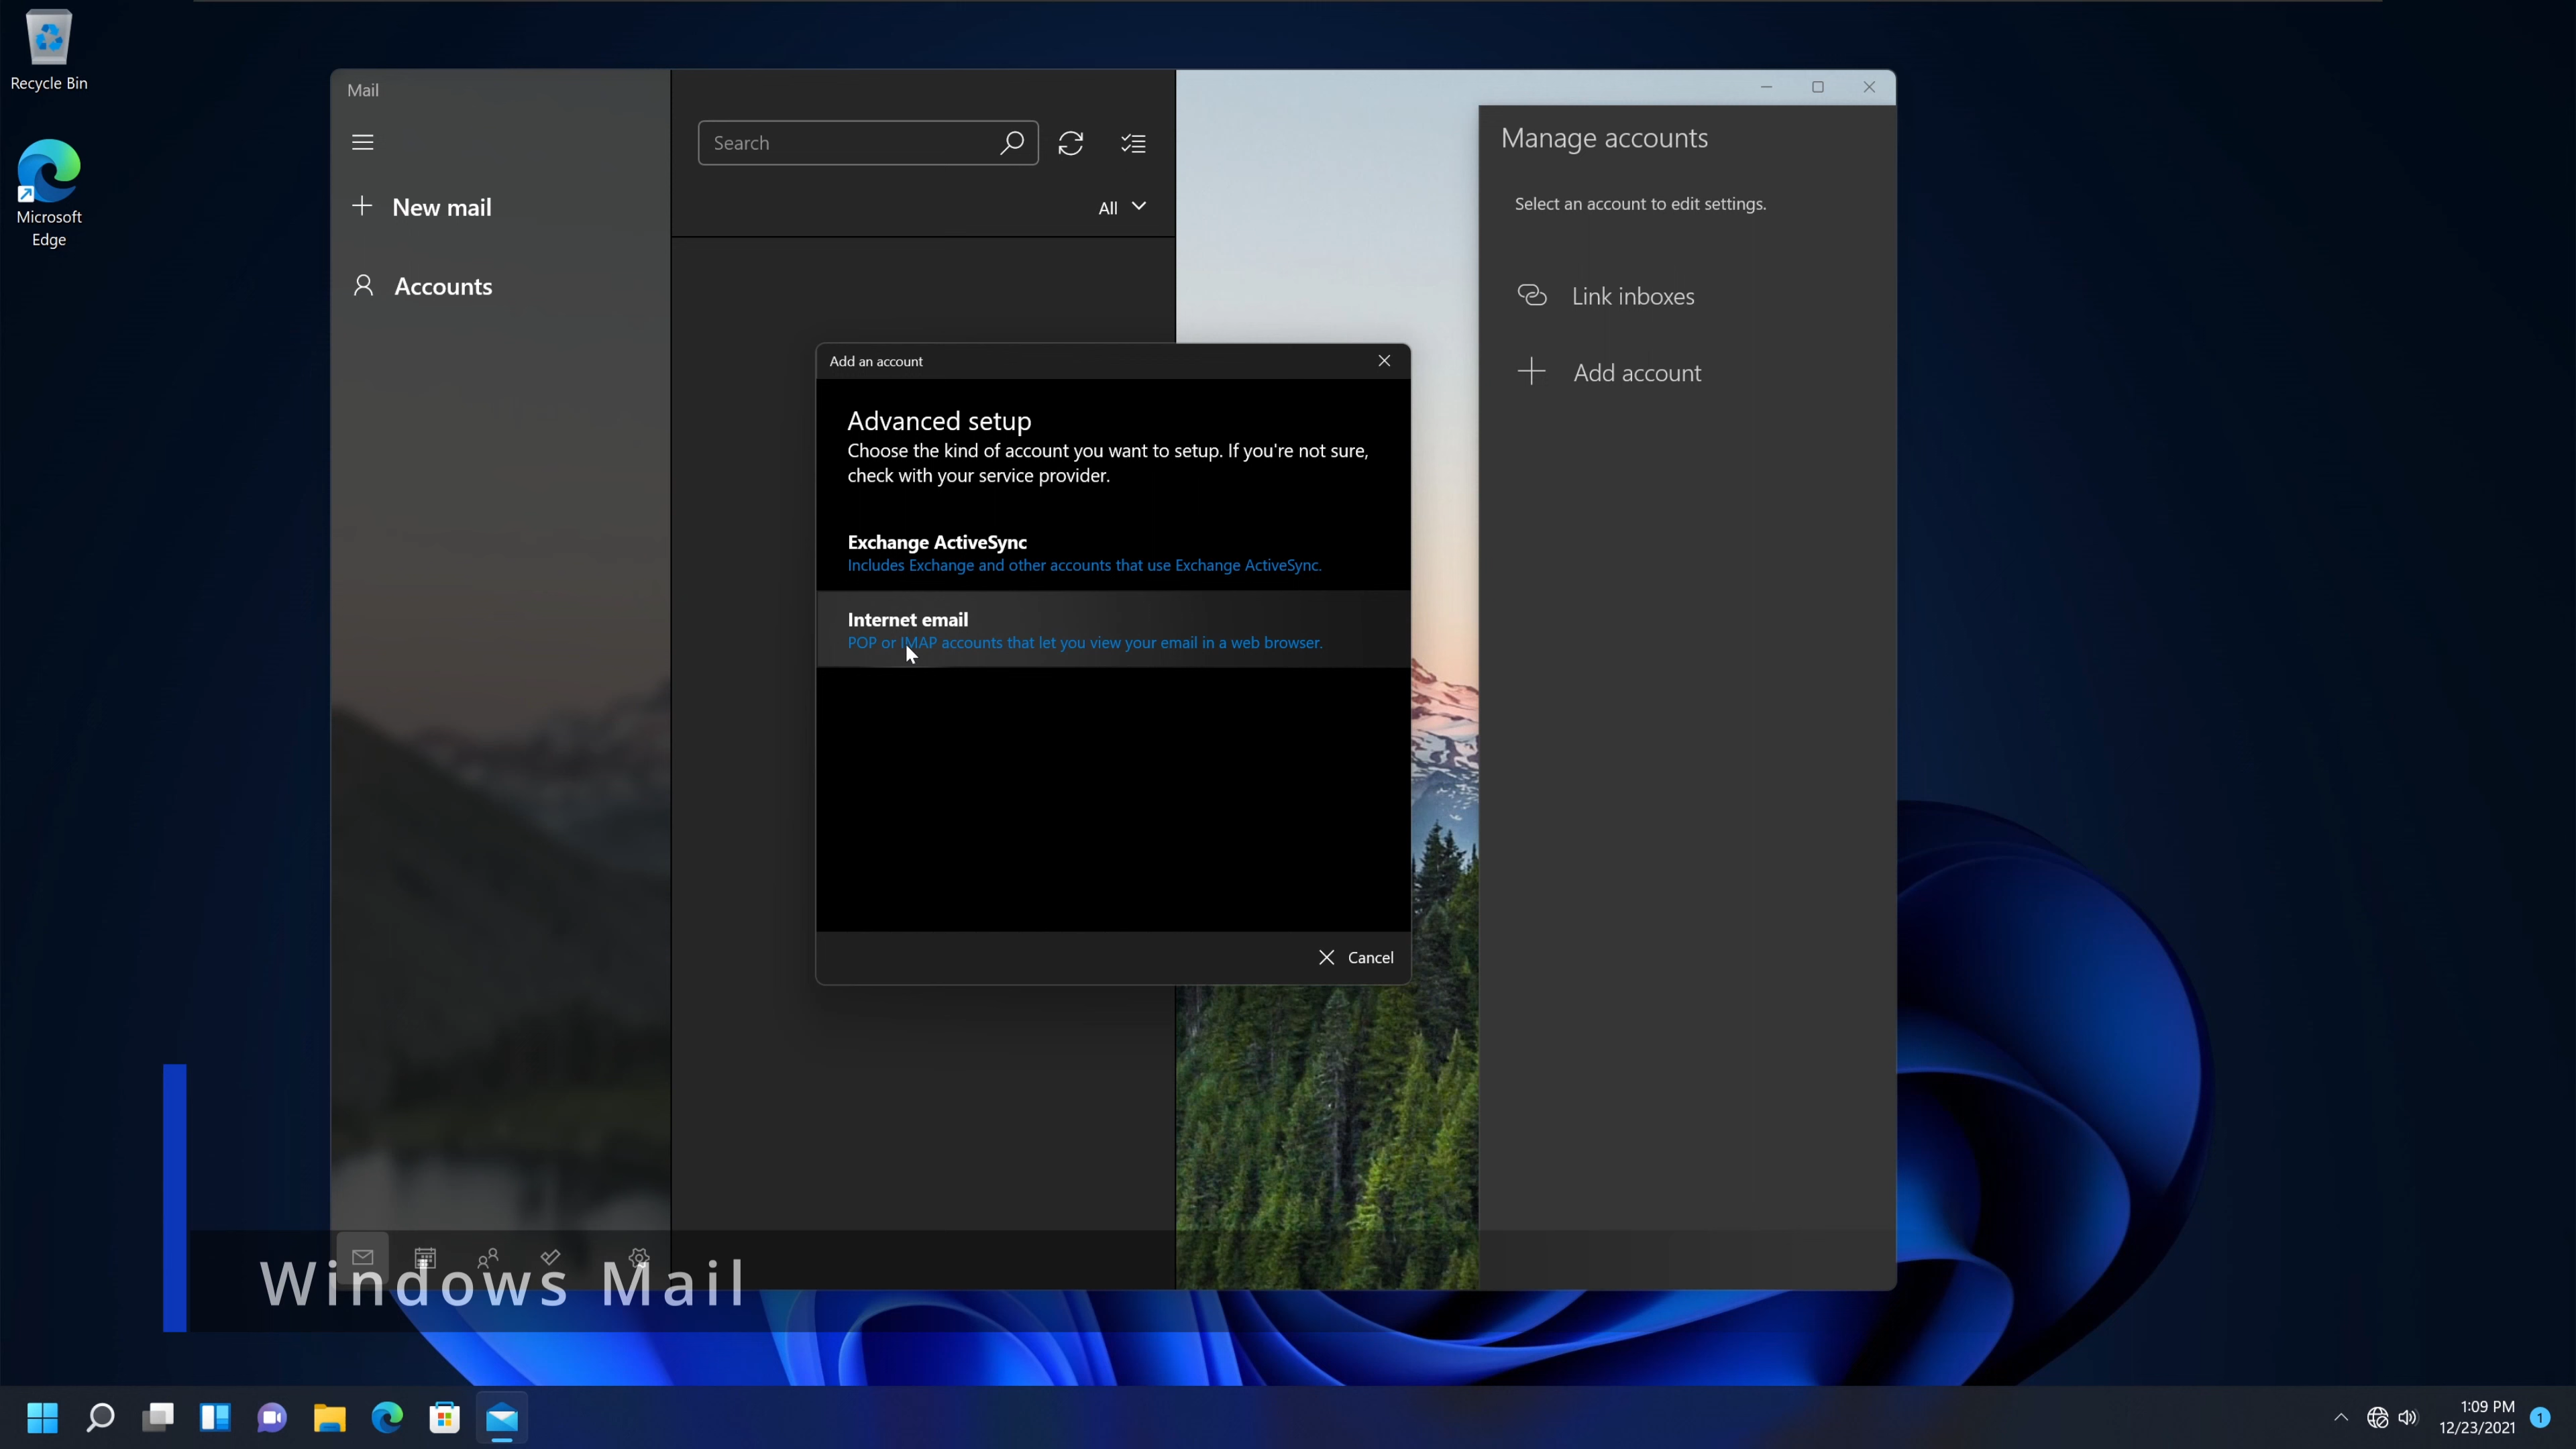 Recycle Bin
Microsoft
Edge
Mail
New mail
Accounts
Search
All
Manage accounts
Select an account to edit settings.
Link inboxes
Add account
Add an account
Advanced setup
Choose the kind of account you want to setup. If you're not sure,
check with your service provider.
Exchange ActiveSync
Includes Exchange and other accounts that use Exchange ActiveSync.
Internet email
POP or IMAP accounts that let you view your email in a web browser.
Cancel
Windows Mail
1:09 PM
12/23/2021
1